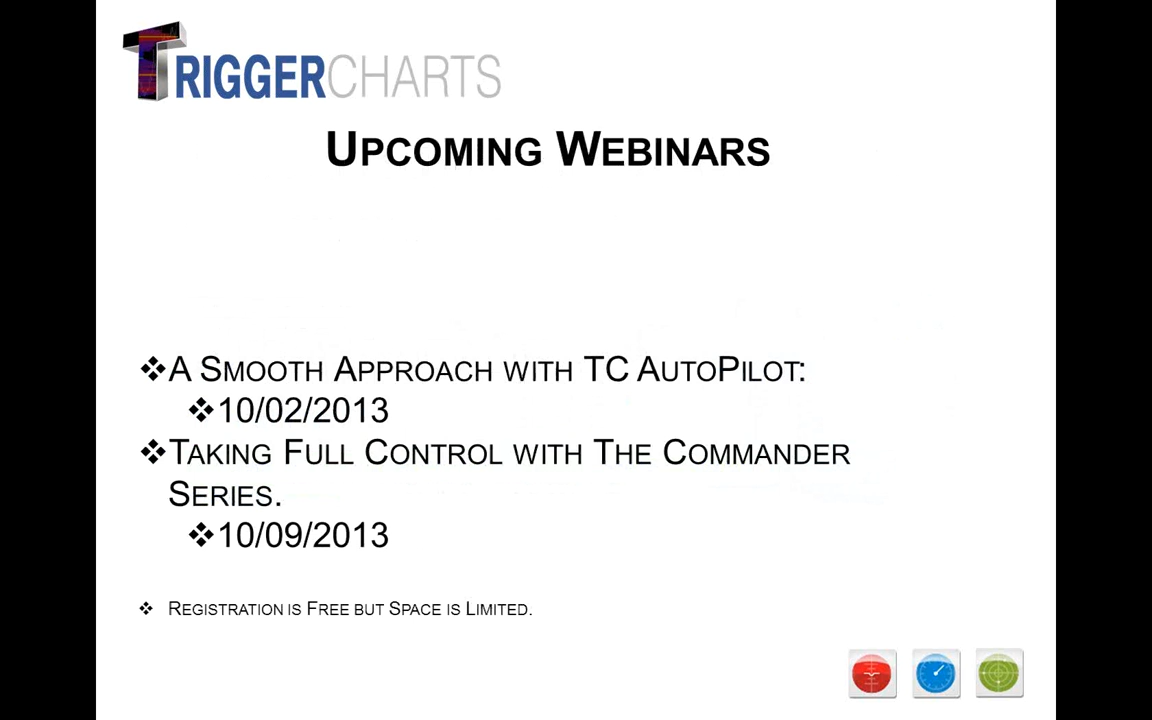 TRIGGERCHARTS
UPCOMING WEBINARS
❖A SMOOTH APPROACH WITH TC AUTOPILOT:
❖10/02/2013
❖TAKING FULL CONTROL WITH THE COMMANDER
SERIES.
❖10/09/2013
❖ REGISTRATION IS FREE BUT SPACE IS LIMITED.